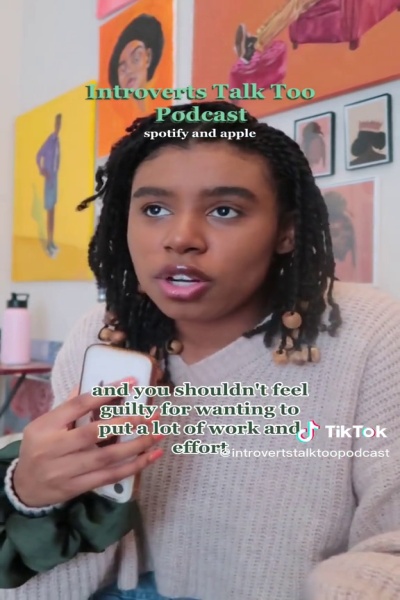 Introverts Talk Too
Podcast
spotify and apple
and you shouldn't feel
guilty for wanting to
put a lot of work and
effort
TikTok
@introvertstalktoopodcast